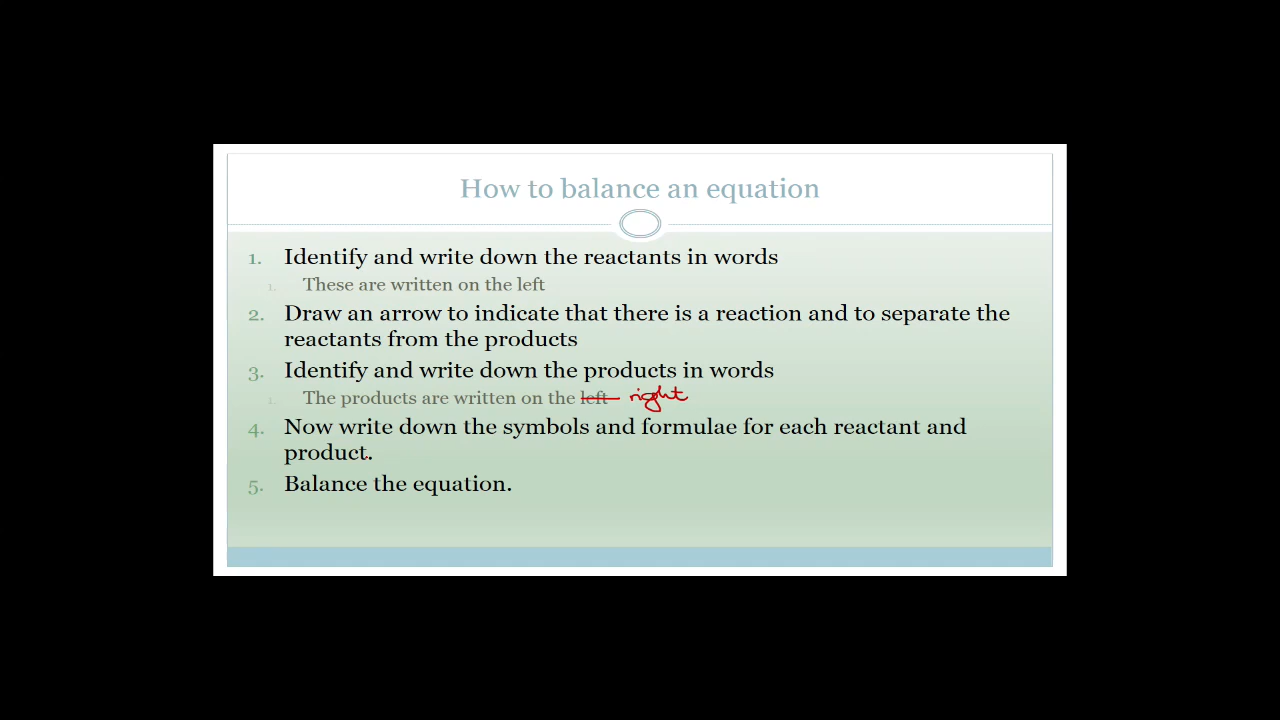 How to balance an equation
1. Identify and write down the reactants in words
1. These are written on the left
2. Draw an arrow to indicate that there is a reaction and to separate the
reactants from the products
3. Identify and write down the products in words
1. The products are written on the left right
4. Now write down the symbols and formulae for each reactant and
product.
5. Balance the equation.